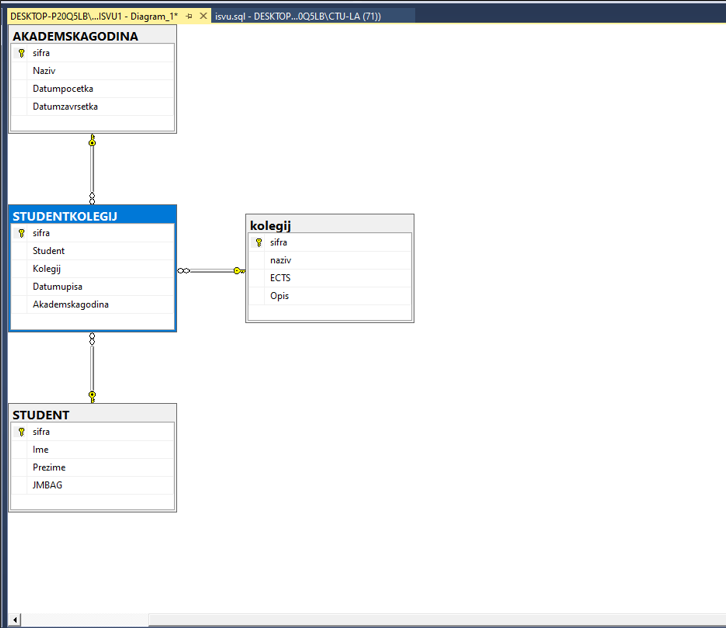 DESKTOP-P20Q5LB\...ISVU1 - Diagram_1*
isvu.sql - DESKTOP...0Q5LB\CTU-LA (71))
AKADEMSKAGODINA
sifra
Naziv
Datumpocetka
Datumzavrsetka
STUDENTKOLEGIJ
sifra
Student
Kolegij
Datumupisa
Akademskagodina
kolegij
sifra
naziv
ECTS
Opis
STUDENT
sifra
Ime
Prezime
JMBAG